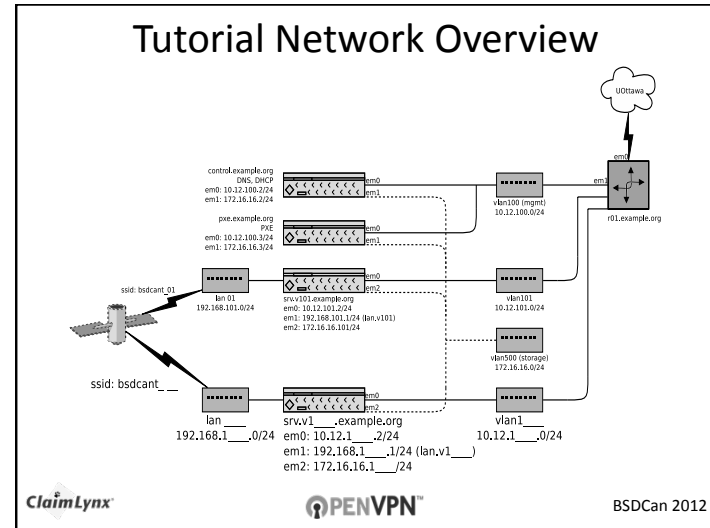 Tutorial Network Overview
UOttawa
em0
em1
r01.example.org
control.example.org
DNS, DHCP
em0: 10.12.100.2/24
em1: 172.16.16.2/24
em0
em1
vlan100 (mgmt)
10.12.100.0/24
pxe.example.org
PXE
em0: 10.12.100.3/24
em1: 172.16.16.3/24
em0
em1
ssid: bsdcant_01
lan 01
192.168.101.0/24
em0
em2
srv.v101.example.org
em0: 10.12.101.2/24
em1: 192.168.101.1/24 (lan.v101)
em2: 172.16.16.101/24
vlan101
10.12.101.0/24
vlan500 (storage)
172.16.16.0/24
ssid: bsdcant_ __
lan ___
192.168.1___.0/24
em0
em2
srv.v1___.example.org
em0: 10.12.1___.2/24
em1: 192.168.1___.1/24 (lan.v1___)
em2: 172.16.16.1___/24
vlan1___
10.12.1___.0/24
ClaimLynx
OPENVPN™
BSDCan 2012